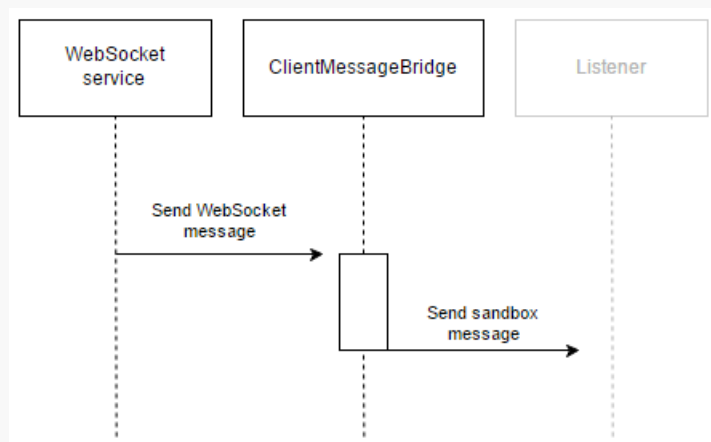 WebSocket
service
ClientMessageBridge
Listener
Send WebSocket
message
Send sandbox
message